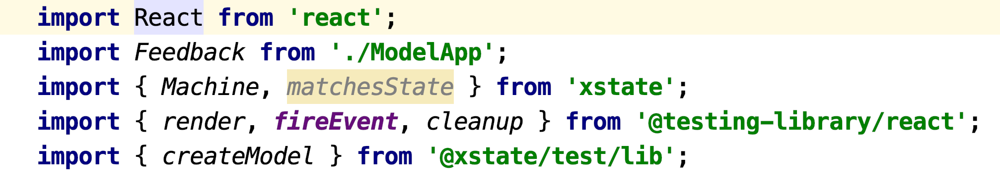 import React from 'react';
import Feedback from './ModelApp';
import { Machine, matchesState } from 'xstate';
import { render, fireEvent, cleanup } from '@testing-library/react';
import { createModel } from '@xstate/test/lib';